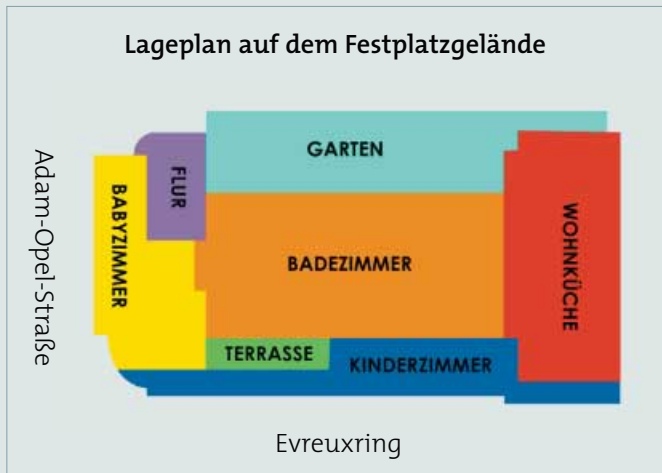 Lageplan auf dem Festplatzgelände
Adam-Opel-Straße
BABYZIMMER
FLUR
GARTEN
BADEZIMMER
WOHNKÜCHE
TERRASSE
KINDERZIMMER
Evreuxring